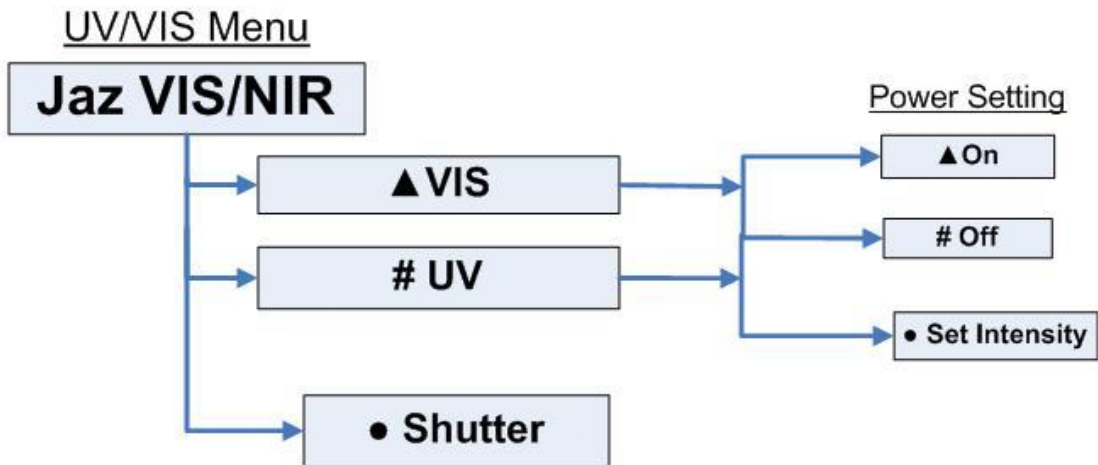 UV/VIS Menu
Jaz VIS/NIR
▲ VIS
# UV
● Shutter
Power Setting
▲ On
# Off
● Set Intensity